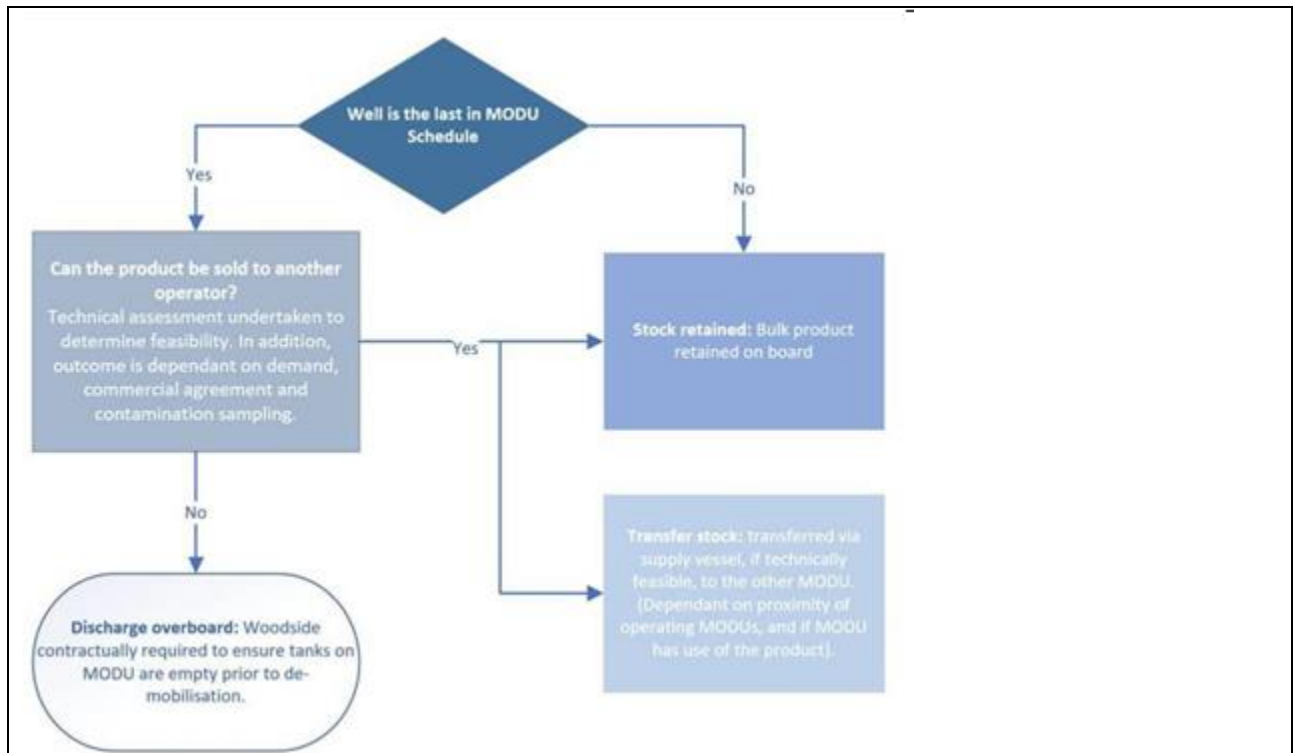 Well is the last in MODU
Schedule
Yes
No
Can the product be sold to another
operator?
Technical assessment undertaken to
determine feasibility. In addition,
outcome is dependant on demand,
commercial agreement and
contamination sampling.
Yes
Stock retained: Bulk product
retained on board
No
Transfer stock: transferred via
supply vessel, if technically
feasible, to the other MODU.
(Dependant on proximity of
operating MODUs, and if MODU
has use of the product).
Discharge overboard: Woodside
contractually required to ensure tanks on
MODU are empty prior to de-
mobilisation.